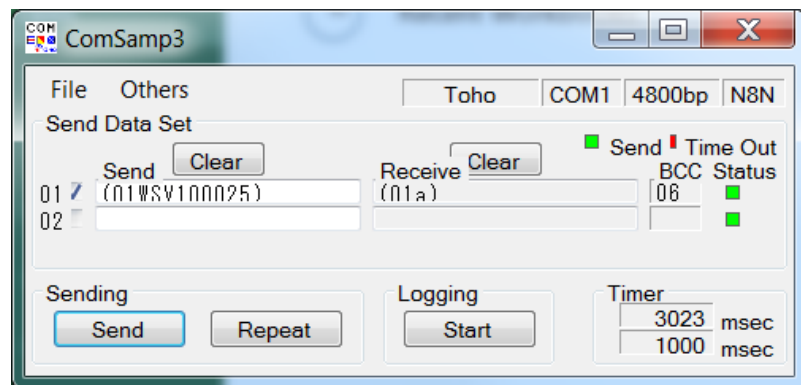 COM
ComSamp3
File Others Toho COM1 4800bp N8N
Send Data Set
Send Time Out
Send Clear Receive Clear BCC Status
01 (01WSV100025) (01a) 06
02
Sending Logging Timer
Send Repeat Start 3023 msec
1000 msec